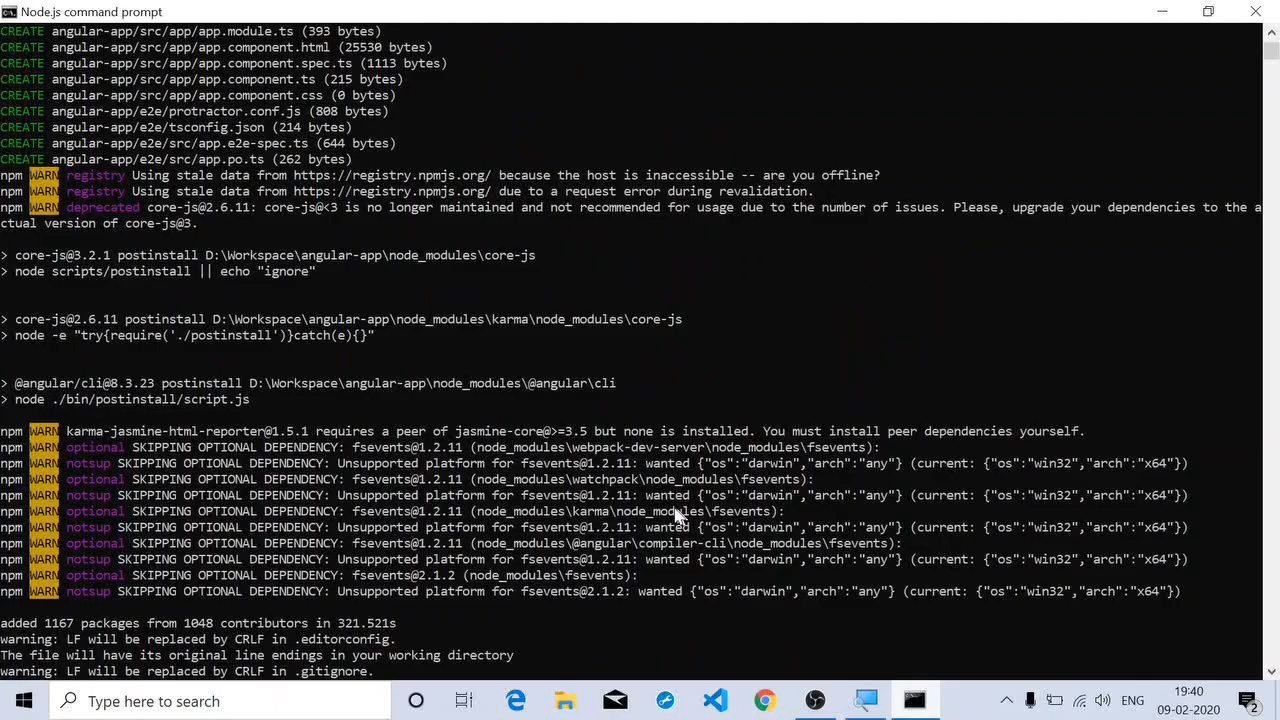 Node.js command prompt
CREATE angular-app/src/app/app.module.ts (393 bytes)
CREATE angular-app/src/app/app.component.html (25530 bytes)
CREATE angular-app/src/app/app.component.spec.ts (1113 bytes)
CREATE angular-app/src/app/app.component.ts (215 bytes)
CREATE angular-app/src/app/app.component.css (0 bytes)
CREATE angular-app/e2e/protractor.conf.js (808 bytes)
CREATE angular-app/e2e/tsconfig.json (214 bytes)
CREATE angular-app/e2e/src/app.e2e-spec.ts (644 bytes)
CREATE angular-app/e2e/src/app.po.ts (262 bytes)
npm WARN registry Using stale data from https://registry.npmjs.org/ because the host is inaccessible -- are you offline?
npm WARN registry Using stale data from https://registry.npmjs.org/ due to a request error during revalidation.
npm WARN deprecated core-js@2.6.11: core-js@<3 is no longer maintained and not recommended for usage due to the number of issues. Please, upgrade your dependencies to the a
ctual version of core-js@3.
> core-js@3.2.1 postinstall D:\Workspace\angular-app\node_modules\core-js
> node scripts/postinstall || echo "ignore"
> core-js@2.6.11 postinstall D:\Workspace\angular-app\node_modules\karma\node_modules\core-js
> node -e "try{require('./postinstall')}catch(e){}"
> @angular/cli@8.3.23 postinstall D:\Workspace\angular-app\node_modules\@angular\cli
> node ./bin/postinstall/script.js
npm WARN karma-jasmine-html-reporter@1.5.1 requires a peer of jasmine-core@>=3.5 but none is installed. You must install peer dependencies yourself.
npm WARN optional SKIPPING OPTIONAL DEPENDENCY: fsevents@1.2.11 (node_modules\webpack-dev-server\node_modules\fsevents):
npm WARN notsup SKIPPING OPTIONAL DEPENDENCY: Unsupported platform for fsevents@1.2.11: wanted {"os":"darwin","arch":"any"} (current: {"os":"win32","arch":"x64"})
npm WARN optional SKIPPING OPTIONAL DEPENDENCY: fsevents@1.2.11 (node_modules\watchpack\node_modules\fsevents):
npm WARN notsup SKIPPING OPTIONAL DEPENDENCY: Unsupported platform for fsevents@1.2.11: wanted {"os":"darwin","arch":"any"} (current: {"os":"win32","arch":"x64"})
npm WARN optional SKIPPING OPTIONAL DEPENDENCY: fsevents@1.2.11 (node_modules\karma\node_modules\fsevents):
npm WARN notsup SKIPPING OPTIONAL DEPENDENCY: Unsupported platform for fsevents@1.2.11: wanted {"os":"darwin","arch":"any"} (current: {"os":"win32","arch":"x64"})
npm WARN optional SKIPPING OPTIONAL DEPENDENCY: fsevents@1.2.11 (node_modules\@angular\compiler-cli\node_modules\fsevents):
npm WARN notsup SKIPPING OPTIONAL DEPENDENCY: Unsupported platform for fsevents@1.2.11: wanted {"os":"darwin","arch":"any"} (current: {"os":"win32","arch":"x64"})
npm WARN optional SKIPPING OPTIONAL DEPENDENCY: fsevents@2.1.2 (node_modules\fsevents):
npm WARN notsup SKIPPING OPTIONAL DEPENDENCY: Unsupported platform for fsevents@2.1.2: wanted {"os":"darwin","arch":"any"} (current: {"os":"win32","arch":"x64"})
added 1167 packages from 1048 contributors in 321.521s
warning: LF will be replaced by CRLF in .editorconfig.
The file will have its original line endings in your working directory
warning: LF will be replaced by CRLF in .gitignore.
Type here to search
ENG
19:40
09-02-2020
2